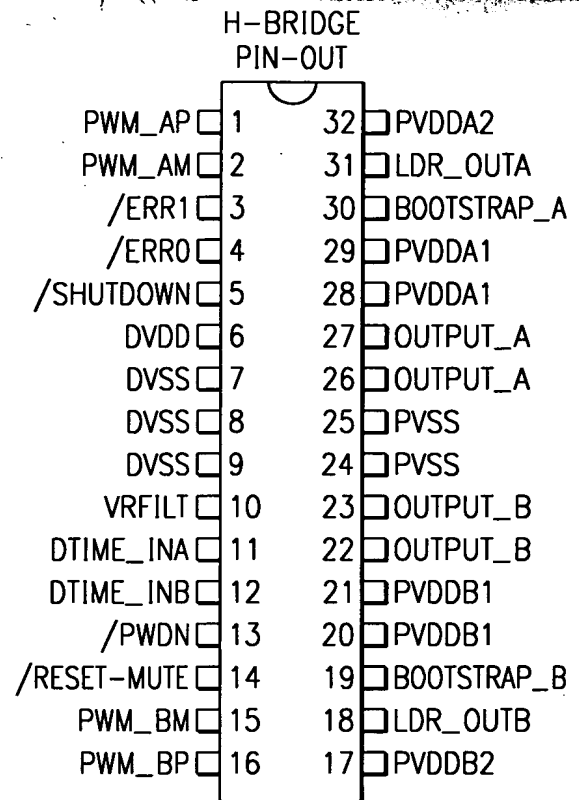 H-BRIDGE
PIN-OUT
PWM_AP 1 32 PVDDA2
PWM_AM 2 31 LDR_OUTA
/ERR1 3 30 BOOTSTRAP_A
/ERR0 4 29 PVDDA1
/SHUTDOWN 5 28 PVDDA1
DVDD 6 27 OUTPUT_A
DVSS 7 26 OUTPUT_A
DVSS 8 25 PVSS
DVSS 9 24 PVSS
VRFILT 10 23 OUTPUT_B
DTIME_INA 11 22 OUTPUT_B
DTIME_INB 12 21 PVDDB1
/PWDN 13 20 PVDDB1
/RESET-MUTE 14 19 BOOTSTRAP_B
PWM_BM 15 18 LDR_OUTB
PWM_BP 16 17 PVDDB2